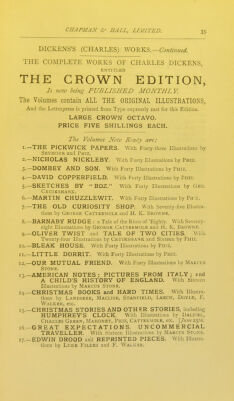 CHAPMAN & HALL, LIMITED. 35
DICKENS'S (CHARLES) WORKS.—Continued.
THE COMPLETE WORKS OF CHARLES DICKENS,
ENTITLED
THE CROWN EDITION,
Is now being PUBLISHED MONTHLY.
The Volumes contain ALL THE ORIGINAL ILLUSTRATIONS,
And the Letterpress is printed from Type expressly cast for this Edition.
LARGE CROWN OCTAVO.
PRICE FIVE SHILLINGS EACH.
The Volumes Now Ready are:
1.—THE PICKWICK PAPERS. With Forty-three Illustrations by
SEYMOUR and PHIZ.
2.—NICHOLAS NICKLEBY. With Forty Illustrations by PHIZ.
3.—DOMBEY AND SON. With Forty Illustrations by PHIZ.
4.—DAVID COPPERFIELD. With Forty Illustrations by PHIZ.
5.—SKETCHES BY "BOZ." With Forty Illustrations by GEO.
CRUIKSHANK.
6.—MARTIN CHUZZLEWIT. With Forty Illustrations by PHIZ.
7.—THE OLD CURIOSITY SHOP. With Seventy-five Illustrations
by GEORGE CATTERMOLE and H. K. BROWNE.
8.—BARNABY RUDGE: a Tale of the Riots of 'Eighty. With Seventy-
eight Illustrations by GEORGE CATTERMOLE and H. K. BROWNE.
9.—OLIVER TWIST and TALE OF TWO CITIES. With
Twenty-four Illustrations by CRUIKSHANK and Sixteen by PHIZ.
10.—BLEAK HOUSE. With Forty Illustrations by PHIZ.
11.—LITTLE DORRIT. With Forty Illustrations by PHIZ.
12.—OUR MUTUAL FRIEND. With Forty Illustrations by MARCUS
STONE.
13.—AMERICAN NOTES; PICTURES FROM ITALY; and
A CHILD'S HISTORY OF ENGLAND. With Sixteen
Illustrations by MARCUS STONE.
14.—CHRISTMAS BOOKS and HARD TIMES. With Illustrations
by LANDSEER, MACLISE, STANFIELD, LEECH, DOYLE, F.
WALKER, etc.
15.—CHRISTMAS STORIES AND OTHER STORIES, including
HUMPHREY'S CLOCK. With Illustrations by DALZIEL,
CHARLES GREEN, MAHONEY, PHIZ, CATTERMOLE, etc.
16.—GREAT EXPECTATIONS. UNCOMMERCIAL
TRAVELLER. With Sixteen Illustrations by MARCUS STONE.
17.—EDWIN DROOD and REPRINTED PIECES. With Illustrations
by LUKE FILDES and F. WALKER.